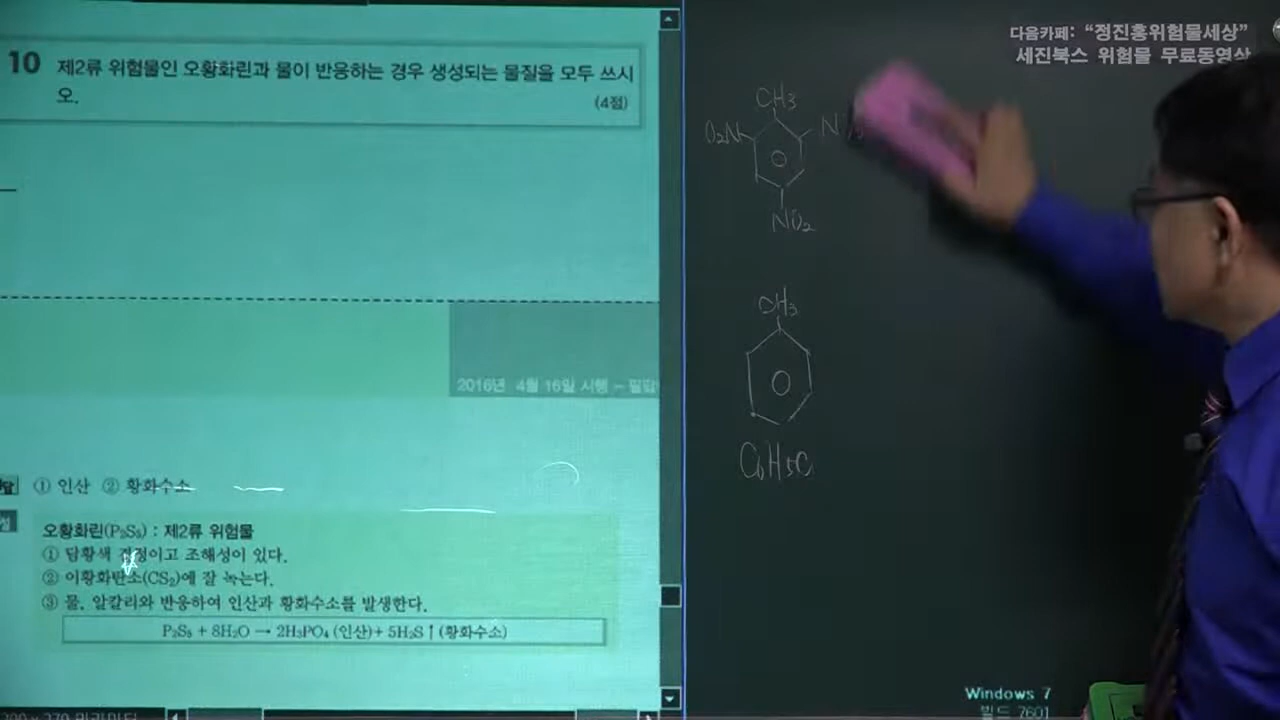 10 제2류 위험물인 오황화린과 물이 반응하는 경우 생성되는 물질을 모두 쓰시
오. (4점)
2016년 4월 16일 시행 – 필답
① 인산 ② 황화수소
오황화린(P₂S₅) : 제2류 위험물
① 담황색 결정이고 조해성이 있다.
② 이황화탄소(CS₂)에 잘 녹는다.
③ 물, 알칼리와 반응하여 인산과 황화수소를 발생한다.
P₂S₅ + 8H₂O → 2H₃PO₄ (인산)+ 5H₂S↑(황화수소)
다음카페: “정진홍위험물세상”
세진북스 위험물 무료동영상
CH₃
O₂N N
NO₂
CH₃
C₆H₅C
Windows 7
빌드 7601